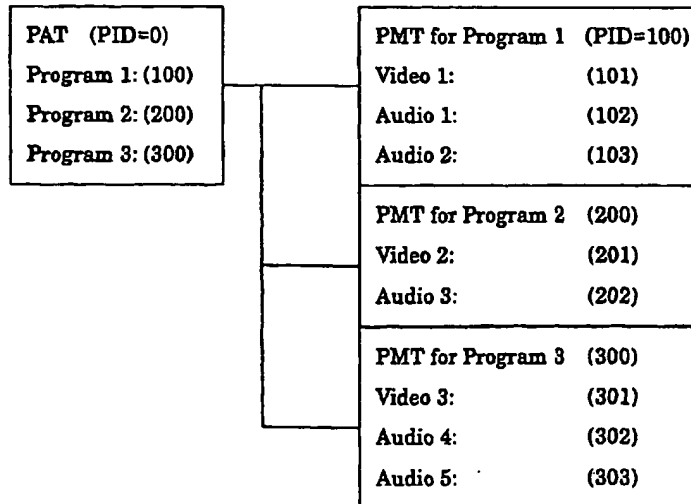 PAT (PID=0)
Program 1: (100)
Program 2: (200)
Program 3: (300)
PMT for Program 1 (PID=100)
Video 1: (101)
Audio 1: (102)
Audio 2: (103)
PMT for Program 2 (200)
Video 2: (201)
Audio 3: (202)
PMT for Program 3 (300)
Video 3: (301)
Audio 4: (302)
Audio 5: (303)